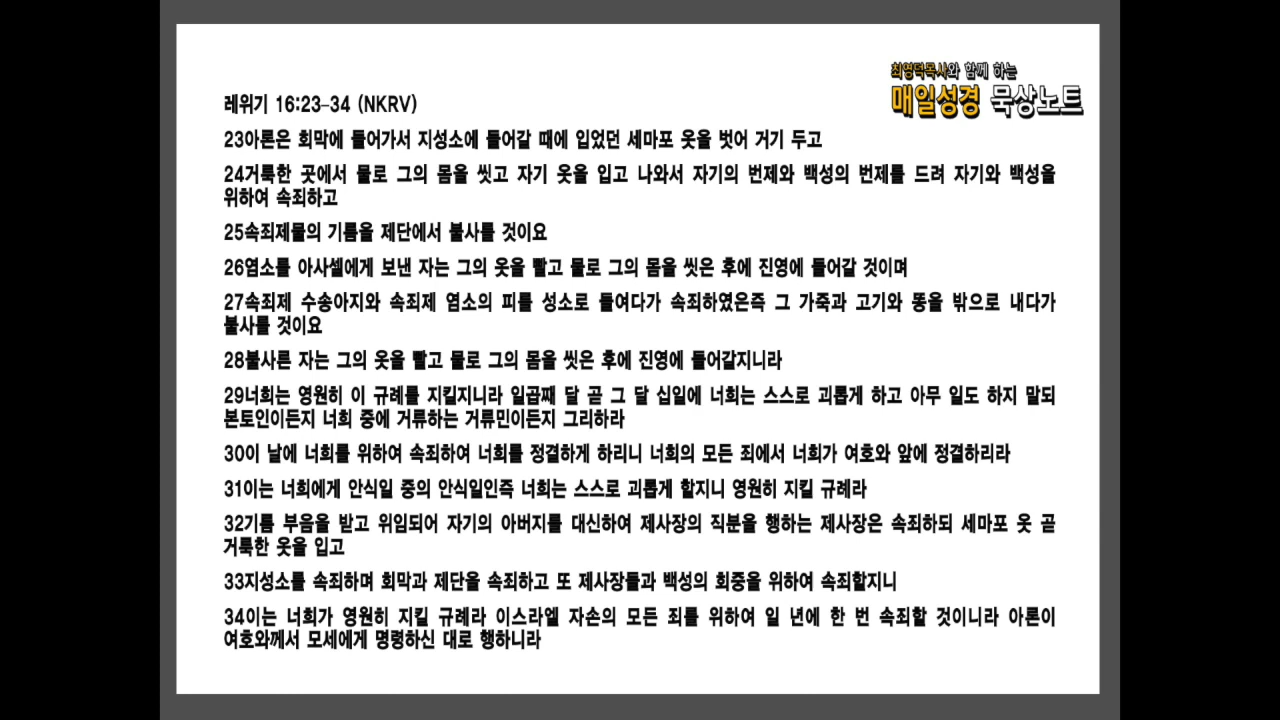 최영덕목사와 함께 하는
매일성경 묵상노트
레위기 16:23-34 (NKRV)
23아론은 회막에 들어가서 지성소에 들어갈 때에 입었던 세마포 옷을 벗어 거기 두고
24거룩한 곳에서 물로 그의 몸을 씻고 자기 옷을 입고 나와서 자기의 번제와 백성의 번제를 드려 자기와 백성을
위하여 속죄하고
25속죄제물의 기름을 제단에서 불사를 것이요
26염소를 아사셀에게 보낸 자는 그의 옷을 빨고 물로 그의 몸을 씻은 후에 진영에 들어갈 것이며
27속죄제 수송아지와 속죄제 염소의 피를 성소로 들여다가 속죄하였은즉 그 가죽과 고기와 똥을 밖으로 내다가
불사를 것이요
28불사른 자는 그의 옷을 빨고 물로 그의 몸을 씻은 후에 진영에 들어갈지니라
29너희는 영원히 이 규례를 지킬지니라 일곱째 달 곧 그 달 십일에 너희는 스스로 괴롭게 하고 아무 일도 하지 말되
본토인이든지 너희 중에 거류하는 거류민이든지 그리하라
30이 날에 너희를 위하여 속죄하여 너희를 정결하게 하리니 너희의 모든 죄에서 너희가 여호와 앞에 정결하리라
31이는 너희에게 안식일 중의 안식일인즉 너희는 스스로 괴롭게 할지니 영원히 지킬 규례라
32기름 부음을 받고 위임되어 자기의 아버지를 대신하여 제사장의 직분을 행하는 제사장은 속죄하되 세마포 옷 곧
거룩한 옷을 입고
33지성소를 속죄하며 회막과 제단을 속죄하고 또 제사장들과 백성의 회중을 위하여 속죄할지니
34이는 너희가 영원히 지킬 규례라 이스라엘 자손의 모든 죄를 위하여 일 년에 한 번 속죄할 것이니라 아론이
여호와께서 모세에게 명령하신 대로 행하니라